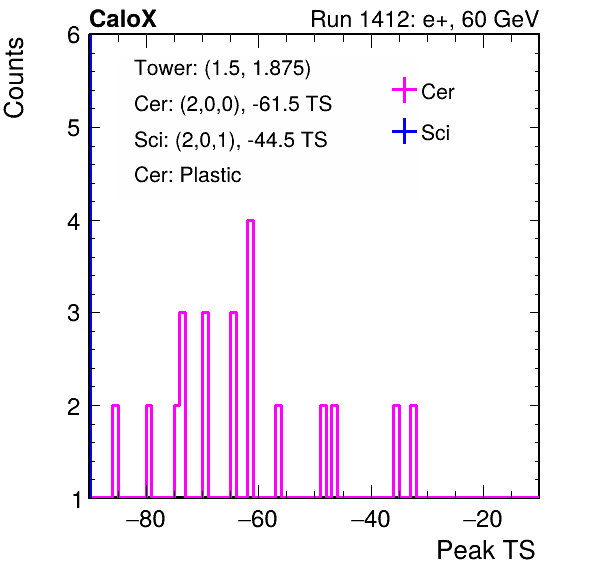 CaloX Run 1412: e+, 60 GeV
Counts
Tower: (1.5, 1.875)
Cer: (2,0,0), -61.5 TS
Sci: (2,0,1), -44.5 TS
Cer: Plastic
Cer
Sci
6
5
4
3
2
1
−80 −60 −40 −20
Peak TS